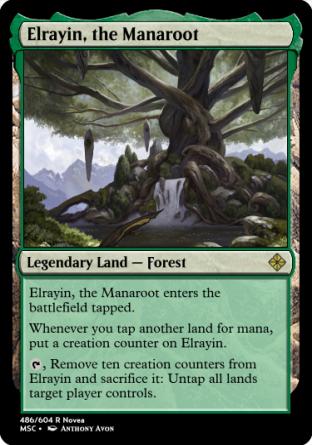 Elrayin, the Manaroot
Legendary Land — Forest
Elrayin, the Manaroot enters the
battlefield tapped.
Whenever you tap another land for mana,
put a creation counter on Elrayin.
, Remove ten creation counters from
Elrayin and sacrifice it: Untap all lands
target player controls.
486/604 R Novea
MSC • Anthony Avon